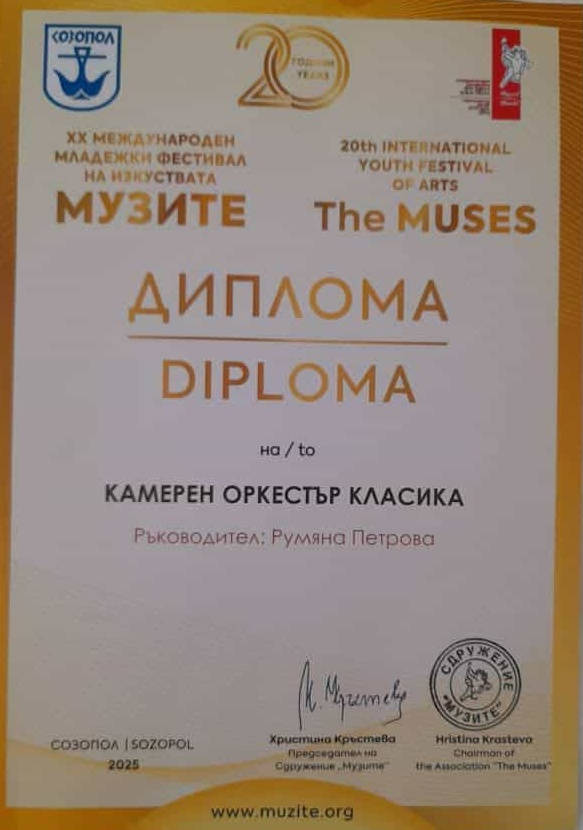 СОЗОПОЛ
20
ГОДИНИ
YEARS
XX МЕЖДУНАРОДЕН
МЛАДЕЖКИ ФЕСТИВАЛ
НА ИЗКУСТВАТА
МУЗИТЕ
20th INTERNATIONAL
YOUTH FESTIVAL
OF ARTS
The MUSES
ДИПЛОМА
DIPLOMA
на / to
КАМЕРЕН ОРКЕСТЪР КЛАСИКА
Ръководител: Румяна Петрова
СДРУЖЕНИЕ
"МУЗИТЕ"
СОЗОПОЛ | SOZOPOL
2025
Христина Кръстева
Председател на
Сдружение „Музите"
Hristina Krasteva
Chairman of
the Association "The Muses"
www.muzite.org